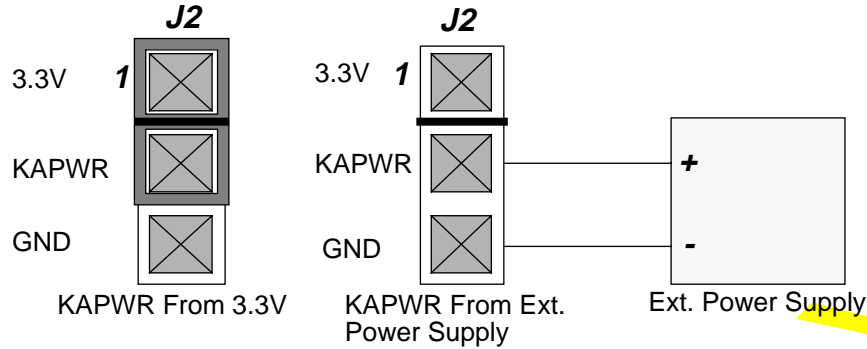 J2
3.3V 1
KAPWR
GND
KAPWR From 3.3V
J2
3.3V 1
KAPWR
GND
KAPWR From Ext.
Power Supply
+
-
Ext. Power Supply